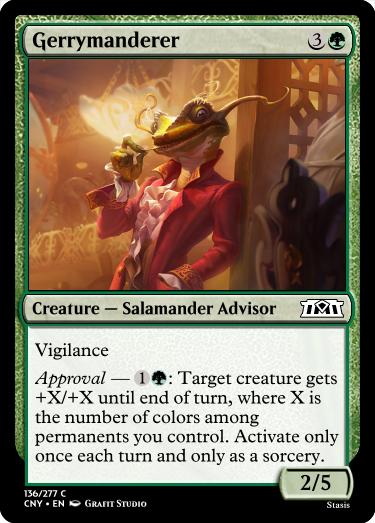 Gerrymanderer 3
Creature — Salamander Advisor
Vigilance
Approval — 1: Target creature gets
+X/+X until end of turn, where X is
the number of colors among
permanents you control. Activate only
once each turn and only as a sorcery.
2/5
136/277 C
CNY • EN Grafit Studio
Stasis